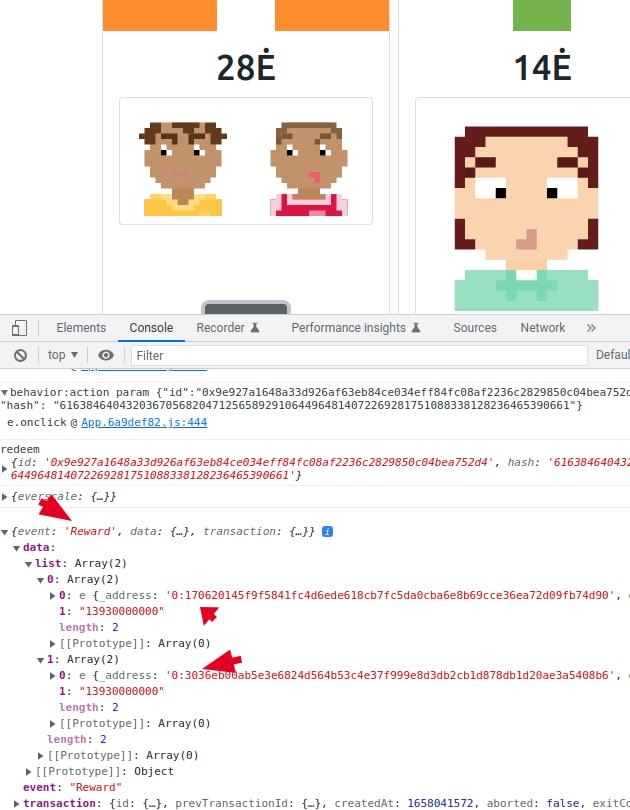 28Ė
14Ė
Elements Console Recorder Performance insights Sources Network »
top Filter Defaul
▼behavior:action param {"id":"0x9e927a1648a33d926af63eb84ce034eff84fc08af2236c2829850c04bea752d
"hash": "61638464043203670568204712565892910644964814072269281751088338128236465390661"}
e.onclick @ App.6a9def82.js:444
redeem
▶{id: '0x9e927a1648a33d926af63eb84ce034eff84fc08af2236c2829850c04bea752d4', hash: '616384640432
644964814072269281751088338128236465390661'}
▶{everscale: {…}}
▼{event: 'Reward', data: {…}, transaction: {…}} i
▼data:
▼list: Array(2)
▼0: Array(2)
▶0: e {_address: '0:170620145f9f5841fc4d6ede618cb7fc5da0cba6e8b69cce36ea72d09fb74d90',
1: "13930000000"
length: 2
▶[[Prototype]]: Array(0)
▼1: Array(2)
▶0: e {_address: '0:3036eb00ab5e3e6824d564b53c4e37f999e8d3db2cb1d878db1d20ae3a5408b6',
1: "13930000000"
length: 2
▶[[Prototype]]: Array(0)
length: 2
▶[[Prototype]]: Array(0)
▶[[Prototype]]: Object
event: "Reward"
▶transaction: {id: {…}, prevTransactionId: {…}, createdAt: 1658041572, aborted: false, exitCo